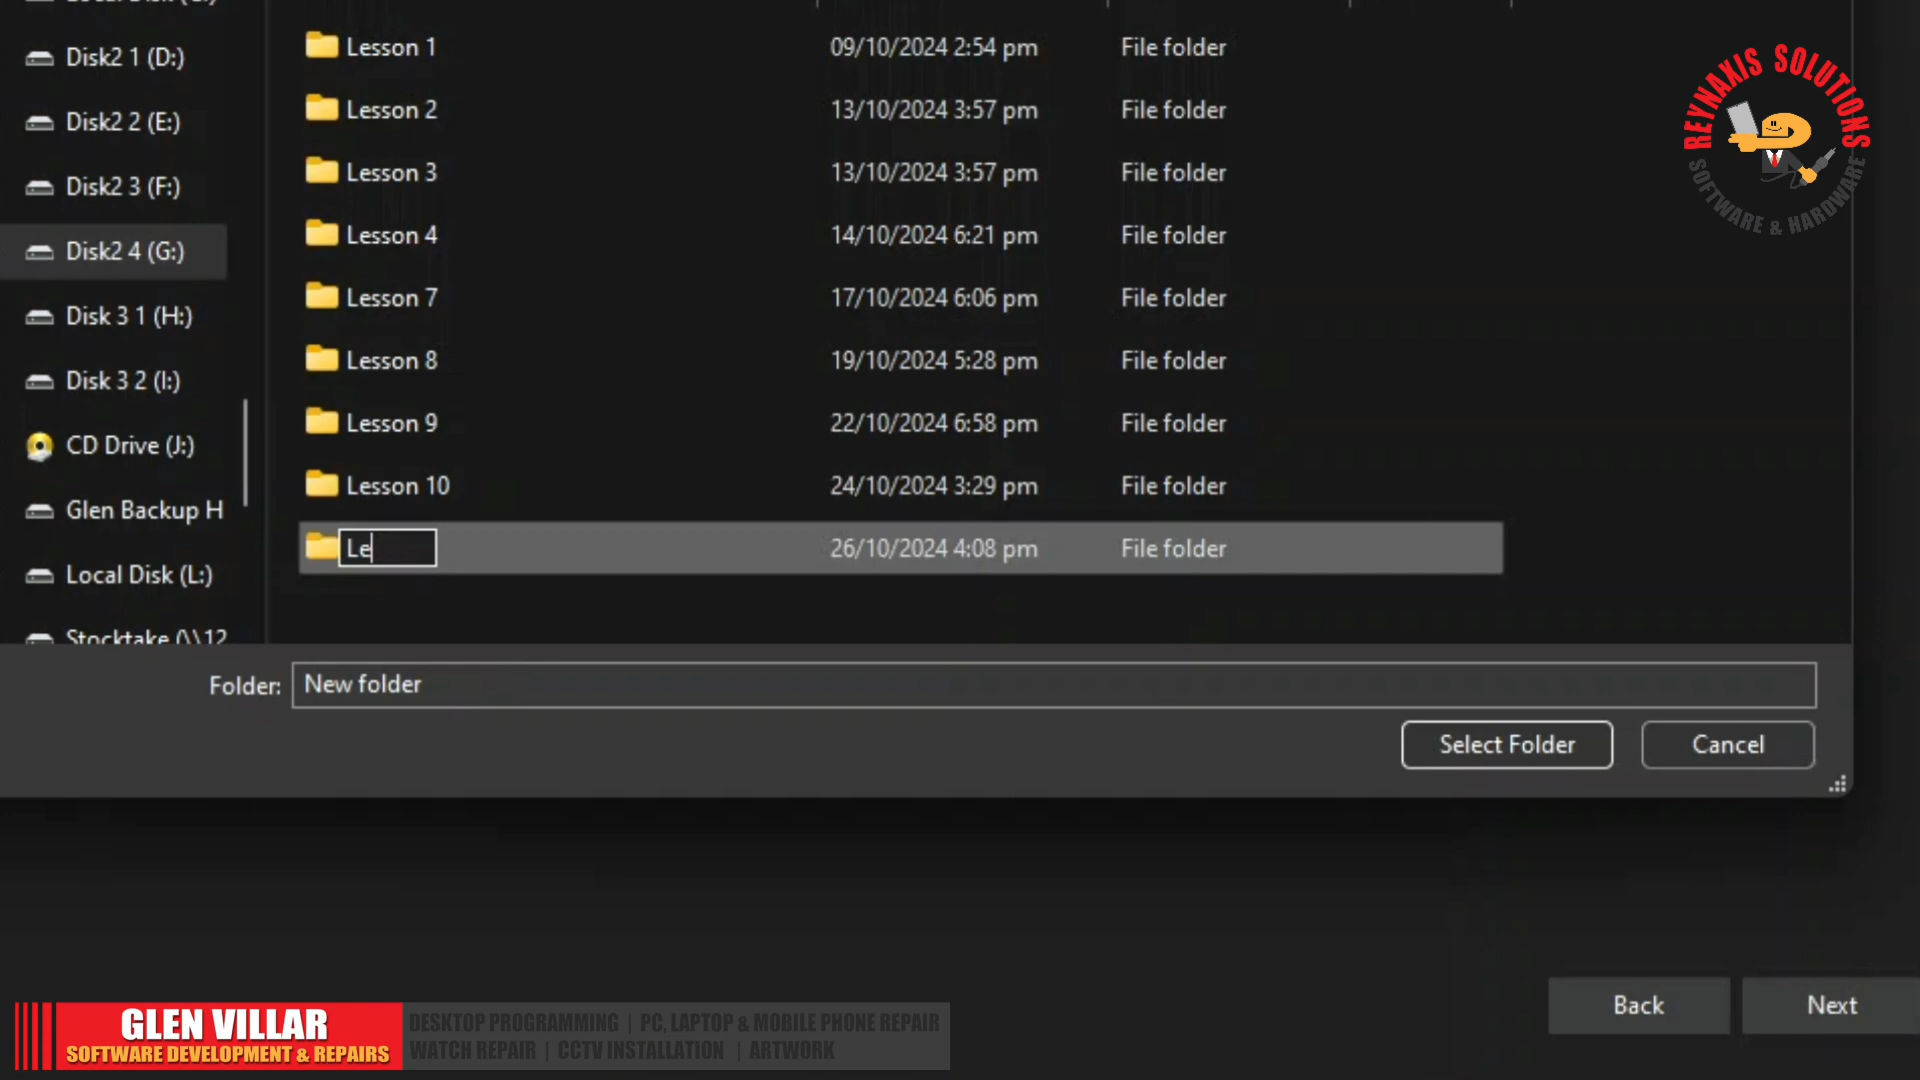 Disk2 1 (D:)
Disk2 2 (E:)
Disk2 3 (F:)
Disk2 4 (G:)
Disk 3 1 (H:)
Disk 3 2 (I:)
CD Drive (J:)
Glen Backup H
Local Disk (L:)
Stocktake (\\12
Lesson 1 09/10/2024 2:54 pm File folder
Lesson 2 13/10/2024 3:57 pm File folder
Lesson 3 13/10/2024 3:57 pm File folder
Lesson 4 14/10/2024 6:21 pm File folder
Lesson 7 17/10/2024 6:06 pm File folder
Lesson 8 19/10/2024 5:28 pm File folder
Lesson 9 22/10/2024 6:58 pm File folder
Lesson 10 24/10/2024 3:29 pm File folder
Le 26/10/2024 4:08 pm File folder
Folder: New folder
Select Folder Cancel
Back Next
REYNAKIS SOLUTIONS
SOFTWARE & HARDWARE
GLEN VILLAR
SOFTWARE DEVELOPMENT & REPAIRS
DESKTOP PROGRAMMING | PC, LAPTOP & MOBILE PHONE REPAIR
WATCH REPAIR | CCTV INSTALLATION | ARTWORK